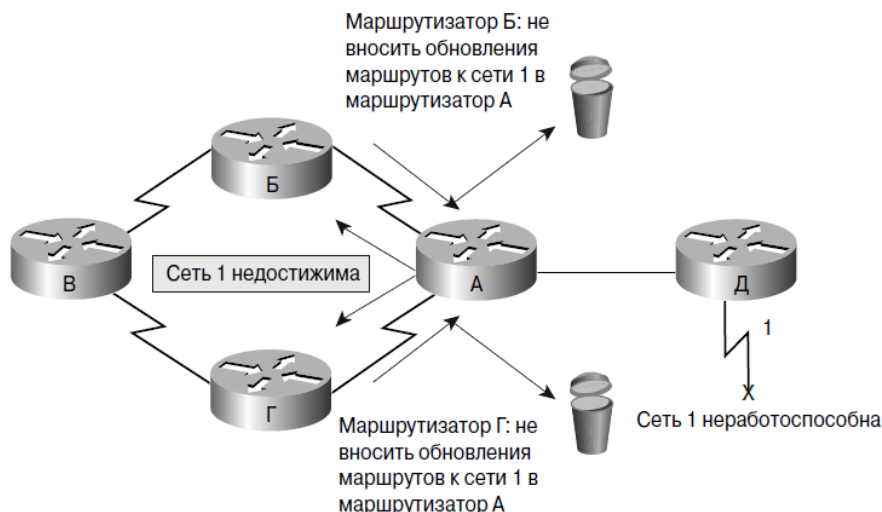 Маршрутизатор Б: не
вносить обновления
маршрутов к сети 1 в
маршрутизатор А
Б
В
Сеть 1 недостижима
А
Д
1
Г
X
Сеть 1 неработоспособна
Маршрутизатор Г: не
вносить обновления
маршрутов к сети 1 в
маршрутизатор А